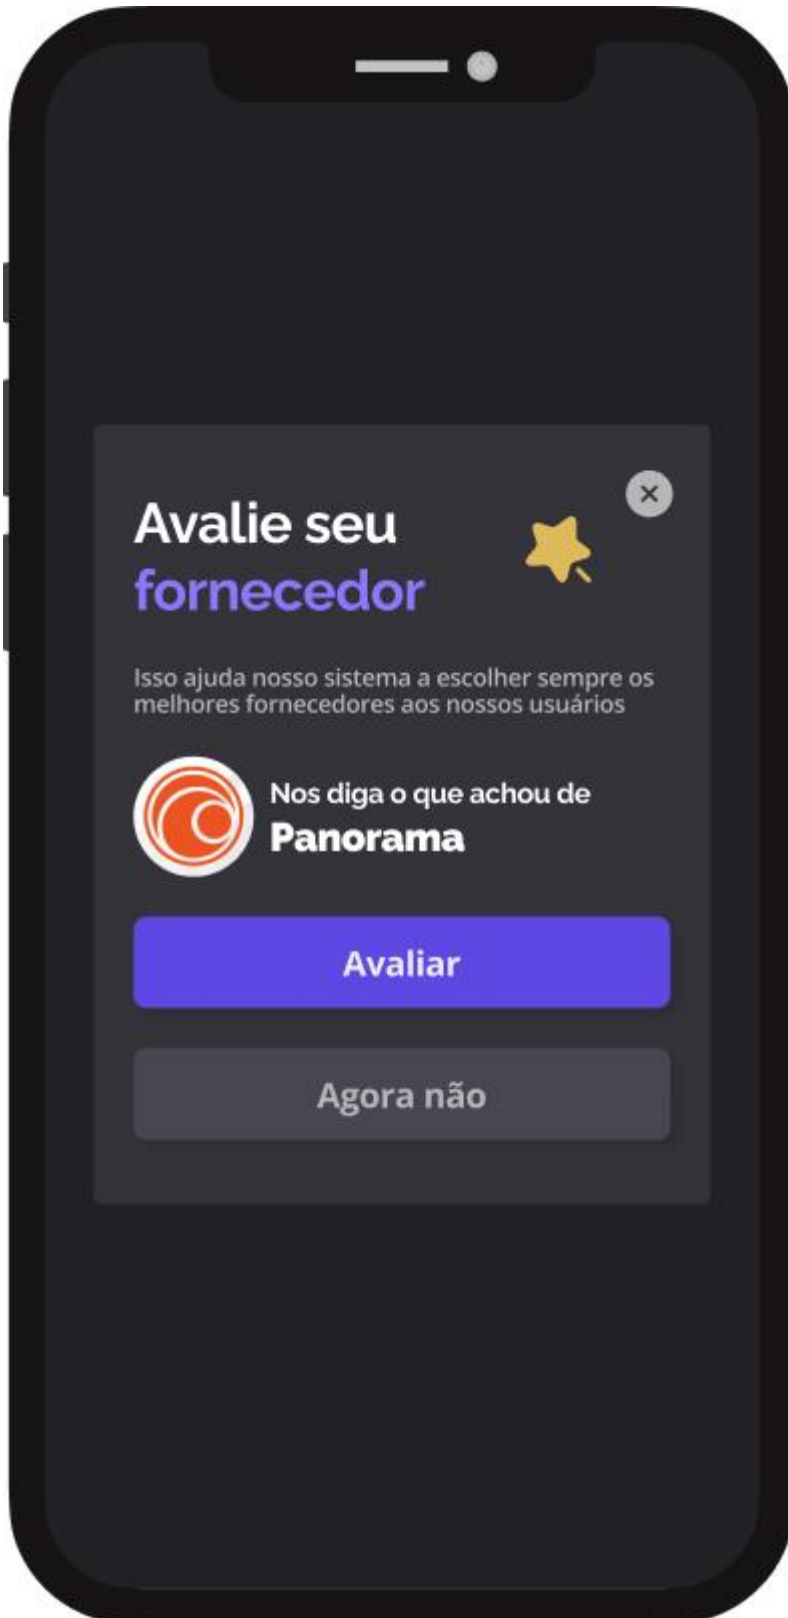 Avalie seu
fornecedor
Isso ajuda nosso sistema a escolher sempre os
melhores fornecedores aos nossos usuários
Nos diga o que achou de
Panorama
Avaliar
Agora não